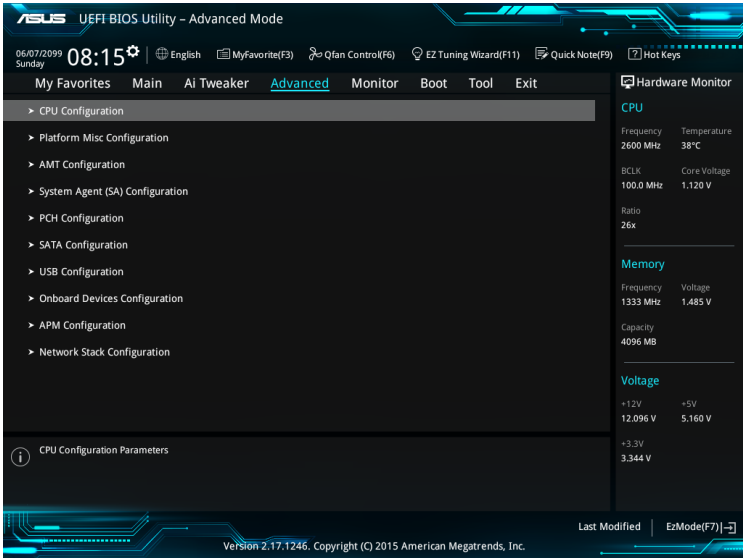 ASUS UEFI BIOS Utility – Advanced Mode
06/07/2099
Sunday
08:15
English
MyFavorite(F3)
Qfan Control(F6)
EZ Tuning Wizard(F11)
Quick Note(F9)
? Hot Keys
My Favorites Main Ai Tweaker Advanced Monitor Boot Tool Exit
Hardware Monitor
> CPU Configuration
> Platform Misc Configuration
> AMT Configuration
> System Agent (SA) Configuration
> PCH Configuration
> SATA Configuration
> USB Configuration
> Onboard Devices Configuration
> APM Configuration
> Network Stack Configuration
CPU
Frequency Temperature
2600 MHz 38°C
BCLK Core Voltage
100.0 MHz 1.120 V
Ratio
26x
Memory
Frequency Voltage
1333 MHz 1.485 V
Capacity
4096 MB
Voltage
+12V +5V
12.096 V 5.160 V
+3.3V
3.344 V
i CPU Configuration Parameters
Last Modified EzMode(F7)
Version 2.17.1246. Copyright (C) 2015 American Megatrends, Inc.